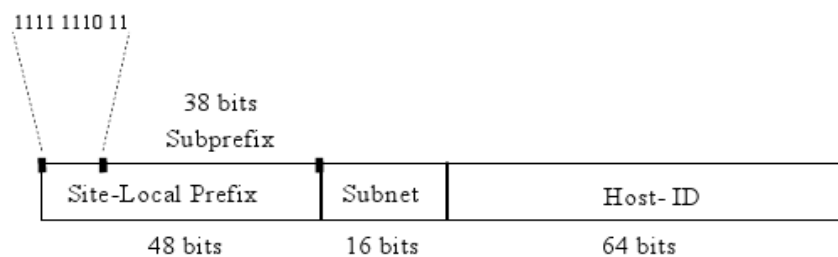 1111 1110 11
38 bits
Subprefix
Site-Local Prefix Subnet Host- ID
48 bits 16 bits 64 bits